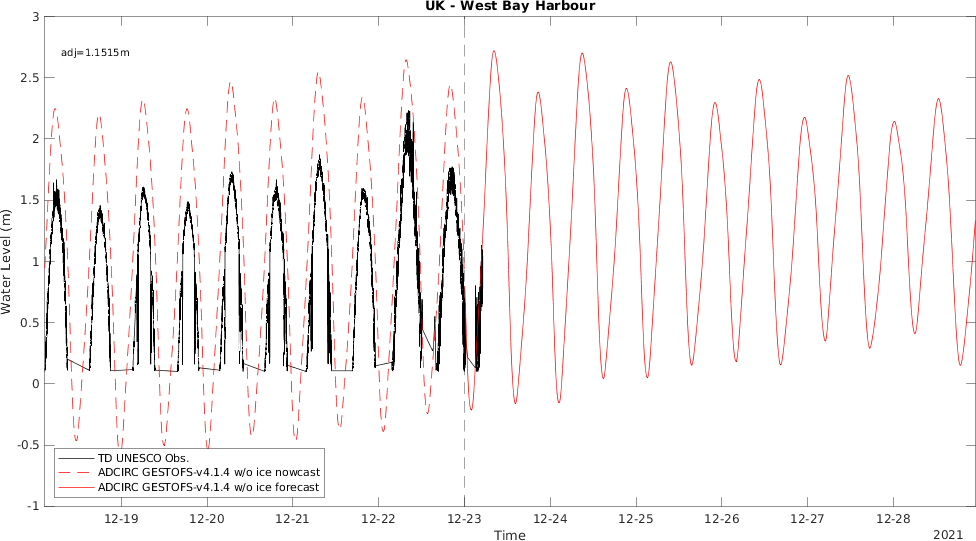 UK - West Bay Harbour
adj=1.1515m
3
2.5
2
1.5
1
0.5
0
-0.5
-1
Water Level (m)
TD UNESCO Obs.
ADCIRC GESTOFS-v4.1.4 w/o ice nowcast
ADCIRC GESTOFS-v4.1.4 w/o ice forecast
12-19 12-20 12-21 12-22 12-23 12-24 12-25 12-26 12-27 12-28
Time
2021